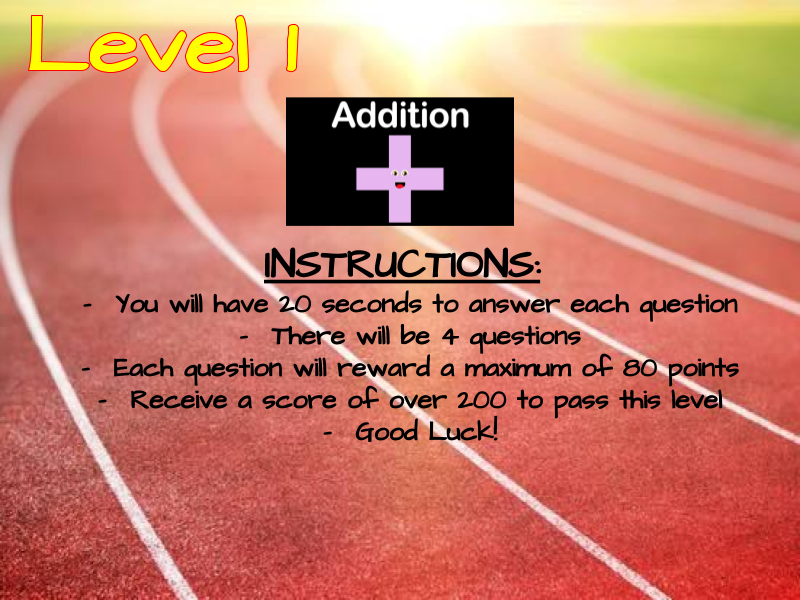 Level 1
Addition
INSTRUCTIONS:
- You will have 20 seconds to answer each question
- There will be 4 questions
- Each question will reward a maximum of 80 points
- Receive a score of over 200 to pass this level
- Good Luck!